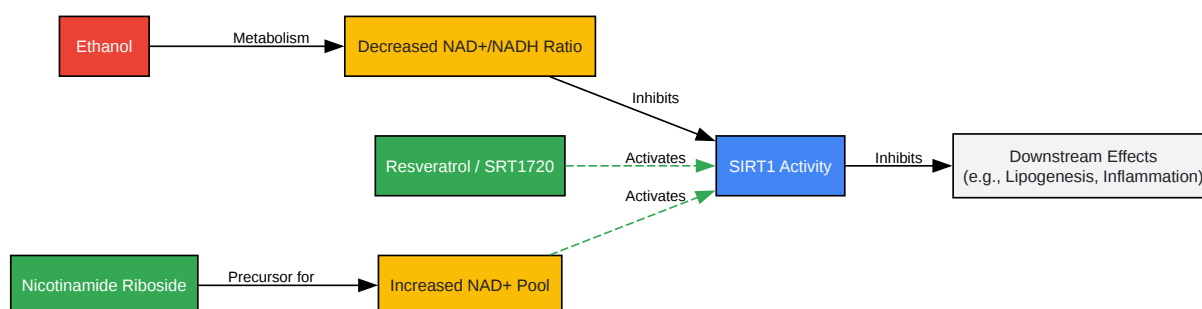 Ethanol
Metabolism
Decreased NAD+/NADH Ratio
Inhibits
Resveratrol / SRT1720
Activates
SIRT1 Activity
Inhibits
Downstream Effects
(e.g., Lipogenesis, Inflammation)
Activates
Nicotinamide Riboside
Precursor for
Increased NAD+ Pool